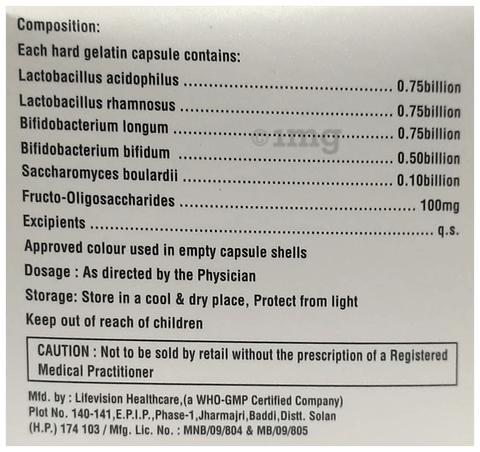 Composition:
Each hard gelatin capsule contains:
Lactobacillus acidophilus ........................................ 0.75billion
Lactobacillus rhamnosus ........................................ 0.75billion
Bifidobacterium longum ........................................ 0.75billion
Bifidobacterium bifidum ........................................ 0.50billion
Saccharomyces boulardii ........................................ 0.10billion
Fructo-Oligosaccharides ........................................ 100mg
Excipients ........................................ q.s.
Approved colour used in empty capsule shells
Dosage : As directed by the Physician
Storage: Store in a cool & dry place, Protect from light
Keep out of reach of children
CAUTION : Not to be sold by retail without the prescription of a Registered
Medical Practitioner
Mfd. by : Lifevision Healthcare,(a WHO-GMP Certified Company)
Plot No. 140-141,E.P.I.P.,Phase-1,Jharmajri,Baddi,Distt. Solan
(H.P.) 174 103 / Mfg. Lic. No. : MNB/09/804 & MB/09/805
©1mg